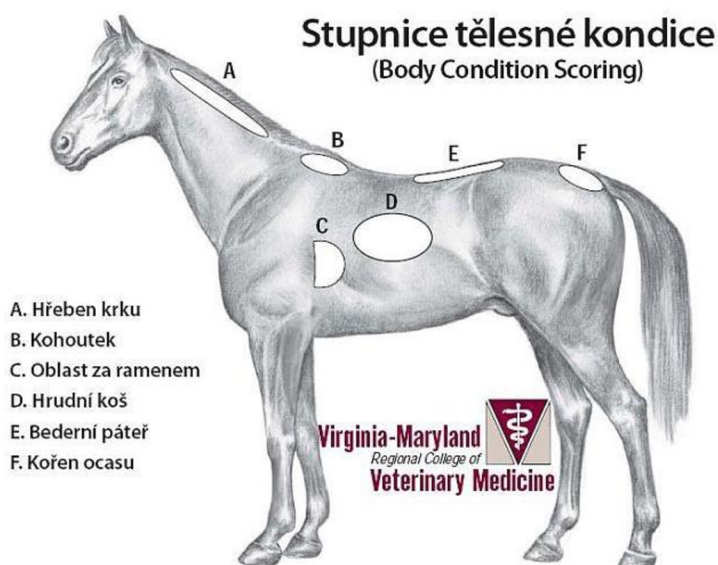 Stupnice tělesné kondice
(Body Condition Scoring)
A
B
E
F
D
C
A. Hřeben krku
B. Kohoutek
C. Oblast za ramenem
D. Hrudní koš
E. Bederní páteř
F. Kořen ocasu
Virginia-Maryland
Regional College of
Veterinary Medicine